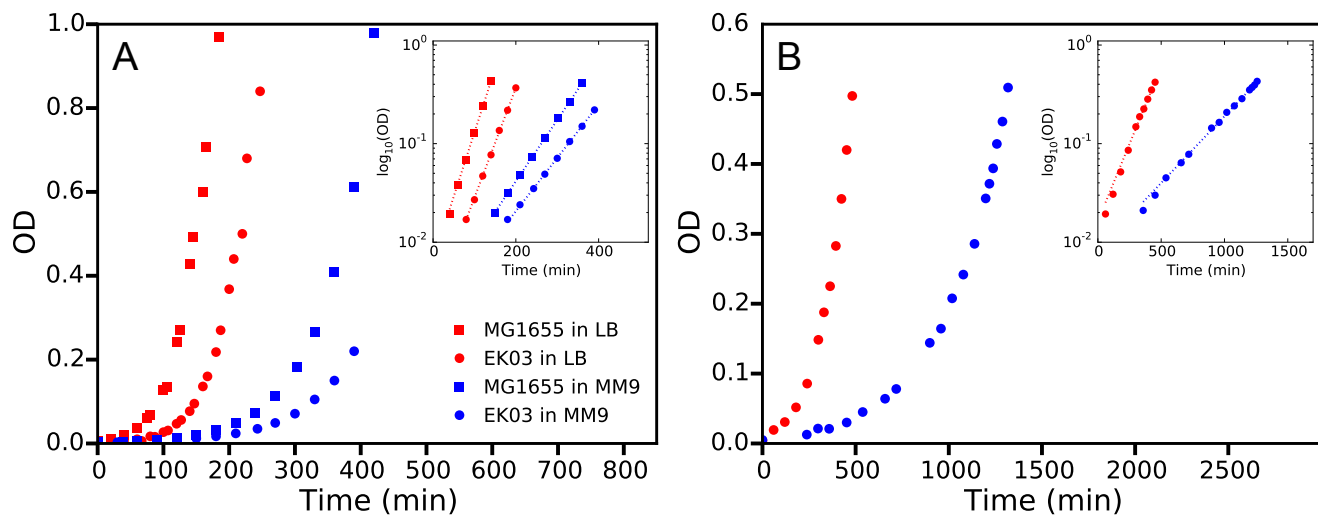 A
OD
1.0
0.8
0.6
0.4
0.2
0.0
0 100 200 300 400 500 600 700 800
Time (min)
log10(OD)
10^0
10^-1
10^-2
0 200 400
Time (min)
MG1655 in LB
EK03 in LB
MG1655 in MM9
EK03 in MM9
B
OD
0.6
0.5
0.4
0.3
0.2
0.1
0.0
0 500 1000 1500 2000 2500
Time (min)
log10(OD)
10^0
10^-1
10^-2
0 500 1000 1500
Time (min)